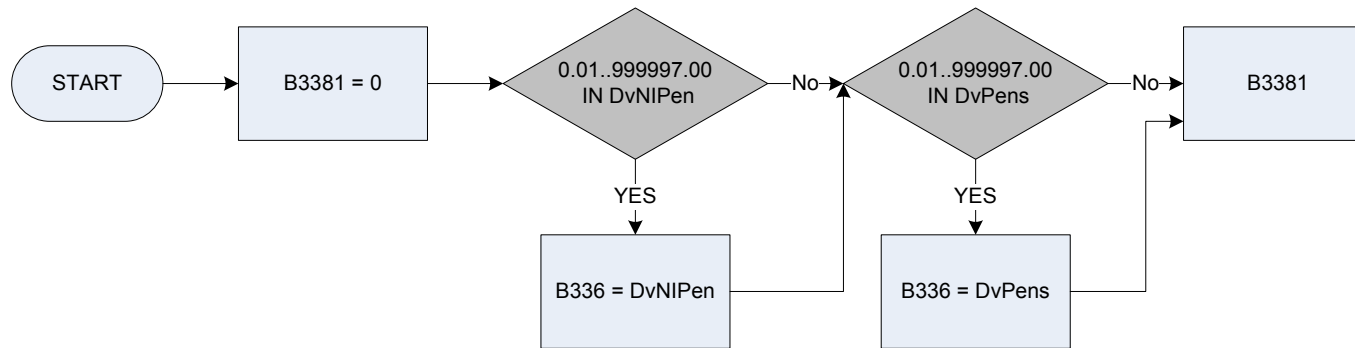 START
B3381 = 0
0.01..999997.00
IN DvNIPen
No
0.01..999997.00
IN DvPens
No
B3381
YES
YES
B336 = DvNIPen
B336 = DvPens